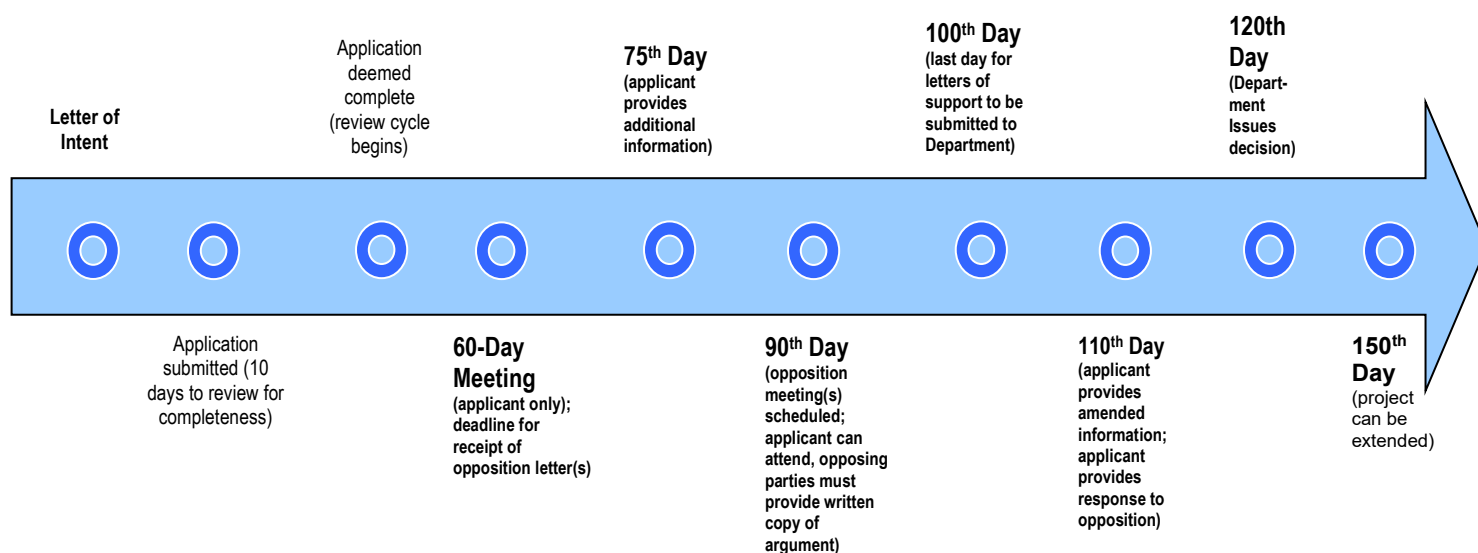 Letter of
Intent
Application
submitted (10
days to review for
completeness)
Application
deemed
complete
(review cycle
begins)
60-Day
Meeting
(applicant only);
deadline for
receipt of
opposition letter(s)
75th Day
(applicant
provides
additional
information)
90th Day
(opposition
meeting(s)
scheduled;
applicant can
attend, opposing
parties must
provide written
copy of
argument)
100th Day
(last day for
letters of
support to be
submitted to
Department)
110th Day
(applicant
provides
amended
information;
applicant
provides
response to
opposition)
120th
Day
(Depart-
ment
Issues
decision)
150th
Day
(project
can be
extended)